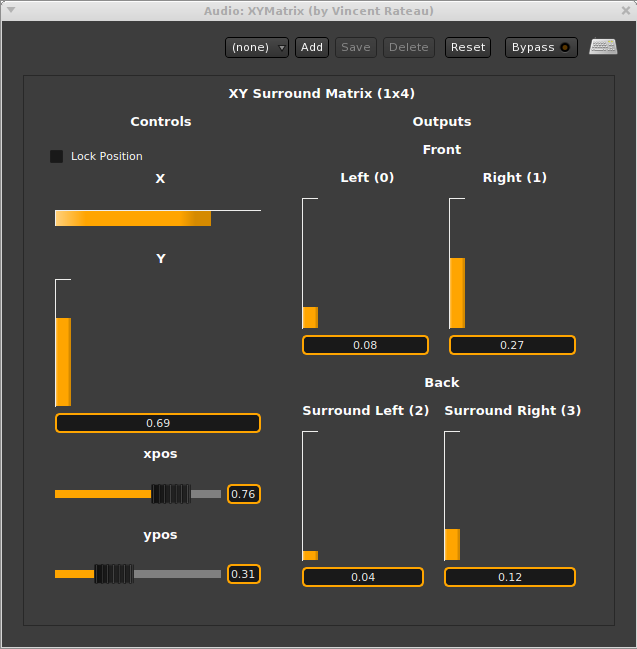 Audio: XYMatrix (by Vincent Rateau)
(none) Add Save Delete Reset Bypass
XY Surround Matrix (1x4)
Controls
Outputs
Front
Lock Position
X
Left (0)
Right (1)
Y
0.08
0.27
Back
Surround Left (2)
Surround Right (3)
0.69
xpos
0.76
ypos
0.31
0.04
0.12